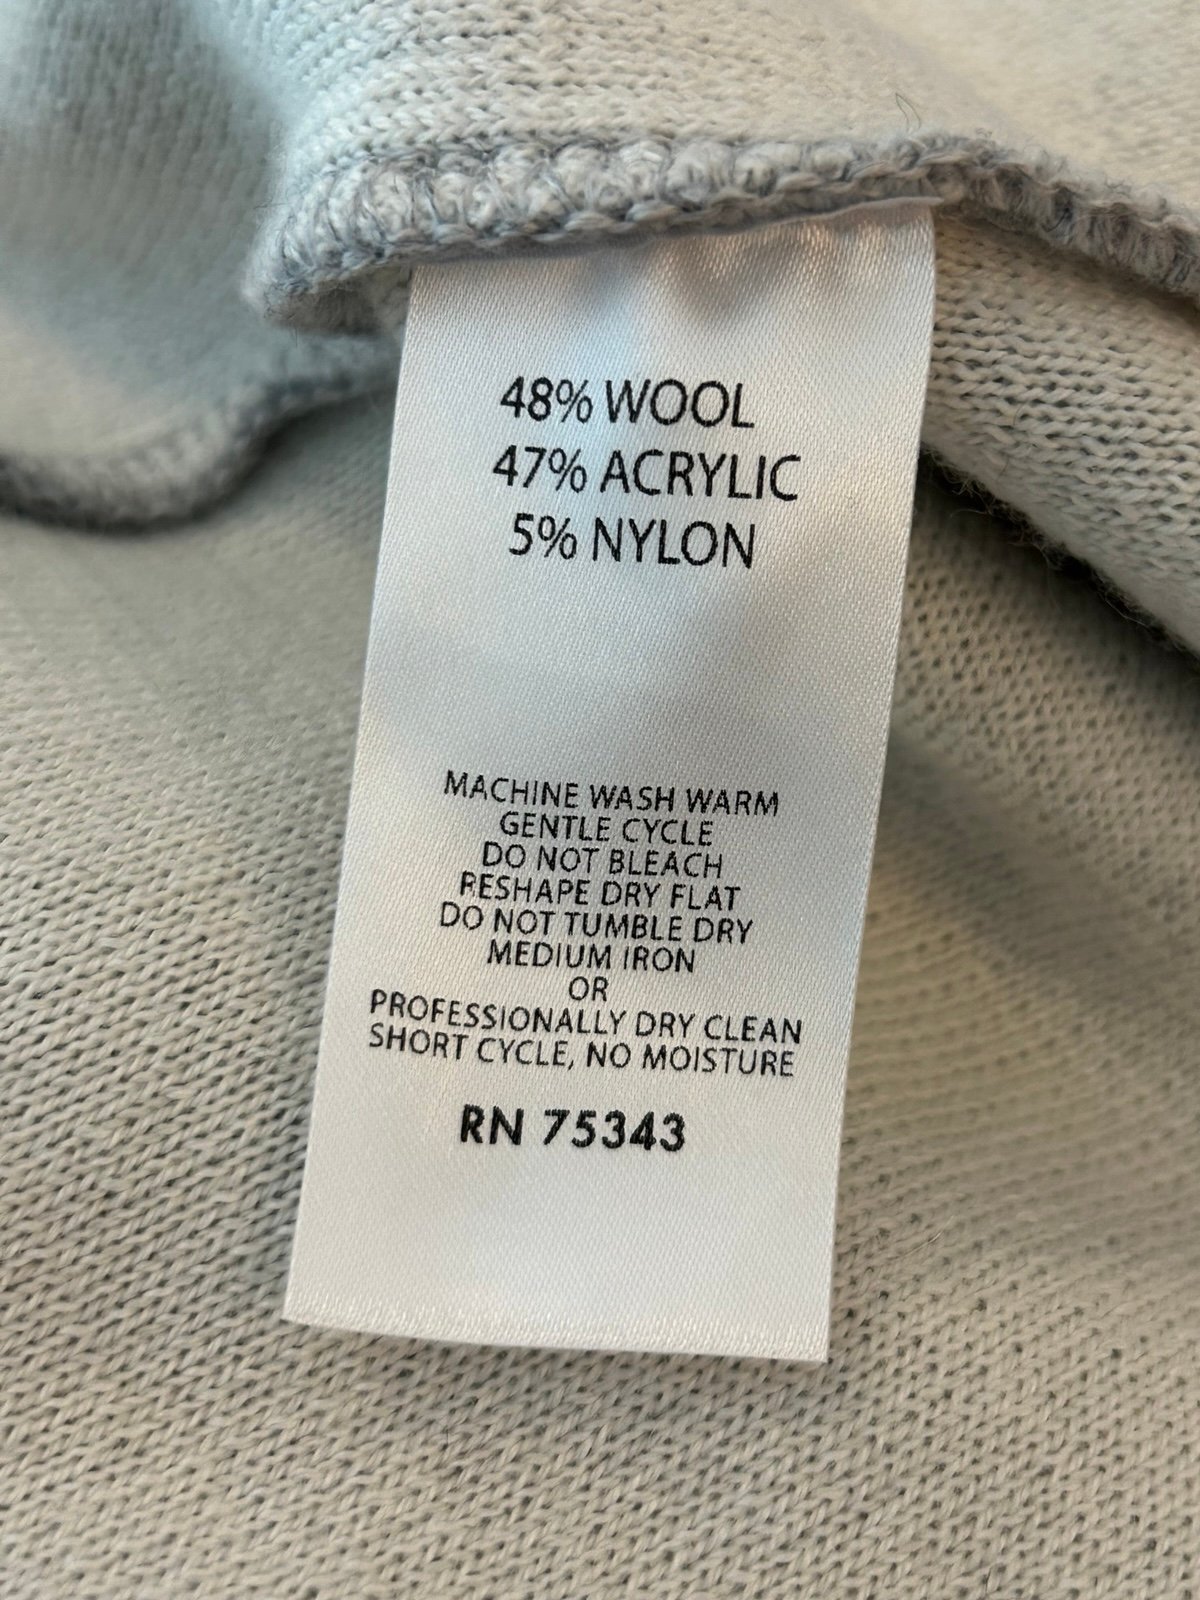 48% WOOL
47% ACRYLIC
5% NYLON
MACHINE WASH WARM
GENTLE CYCLE
DO NOT BLEACH
RESHAPE DRY FLAT
DO NOT TUMBLE DRY
MEDIUM IRON
OR
PROFESSIONALLY DRY CLEAN
SHORT CYCLE, NO MOISTURE
RN 75343